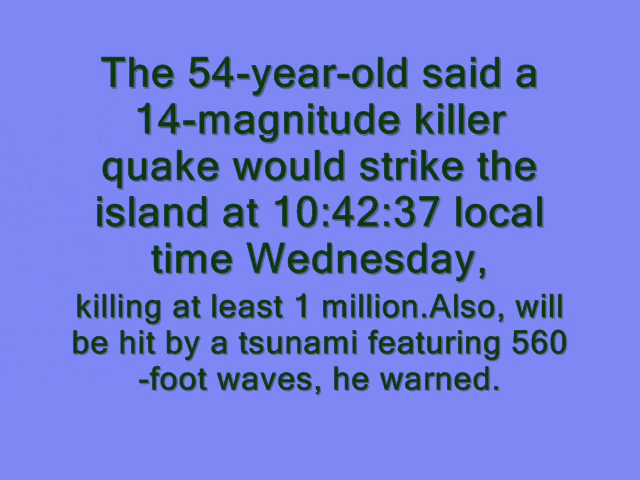 The 54-year-old said a
14-magnitude killer
quake would strike the
island at 10:42:37 local
time Wednesday,
killing at least 1 million.Also, will
be hit by a tsunami featuring 560
-foot waves, he warned.